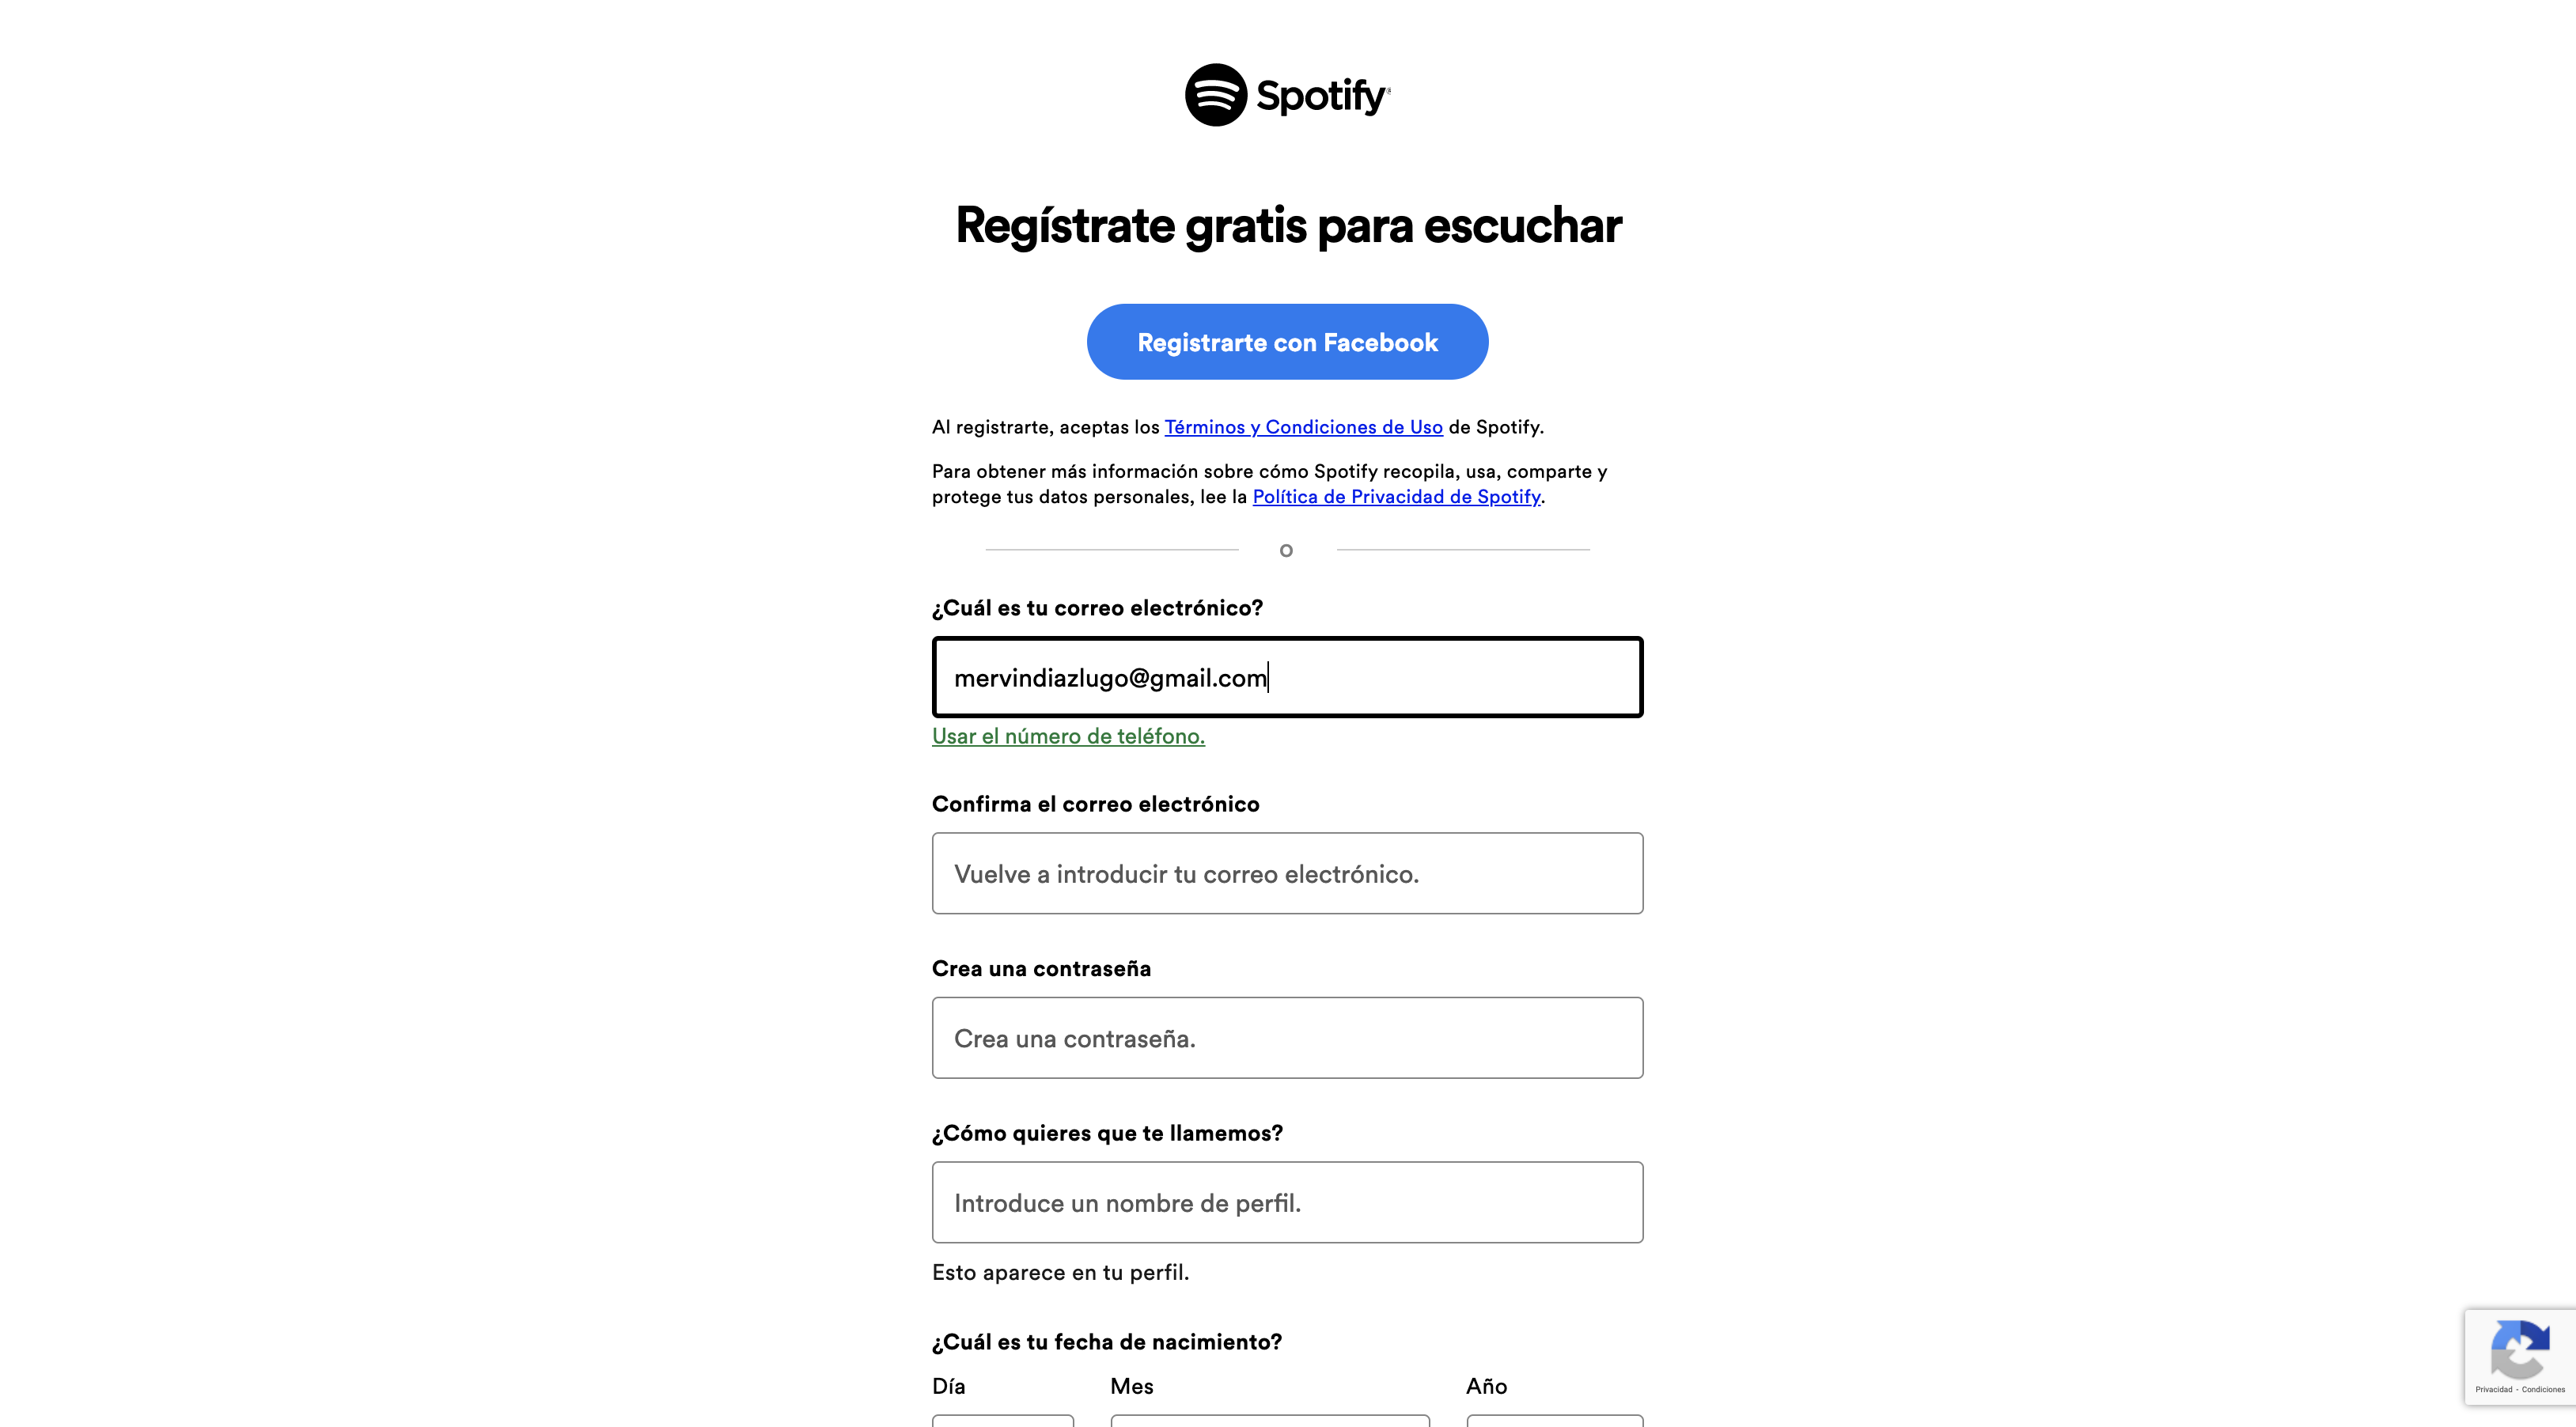 Spotify®
Regístrate gratis para escuchar
Registrarte con Facebook
Al registrarte, aceptas los Términos y Condiciones de Uso de Spotify.
Para obtener más información sobre cómo Spotify recopila, usa, comparte y
protege tus datos personales, lee la Política de Privacidad de Spotify.
o
¿Cuál es tu correo electrónico?
mervindiazlugo@gmail.com
Usar el número de teléfono.
Confirma el correo electrónico
Vuelve a introducir tu correo electrónico.
Crea una contraseña
Crea una contraseña.
¿Cómo quieres que te llamemos?
Introduce un nombre de perfil.
Esto aparece en tu perfil.
¿Cuál es tu fecha de nacimiento?
Día Mes Año
Privacidad - Condiciones